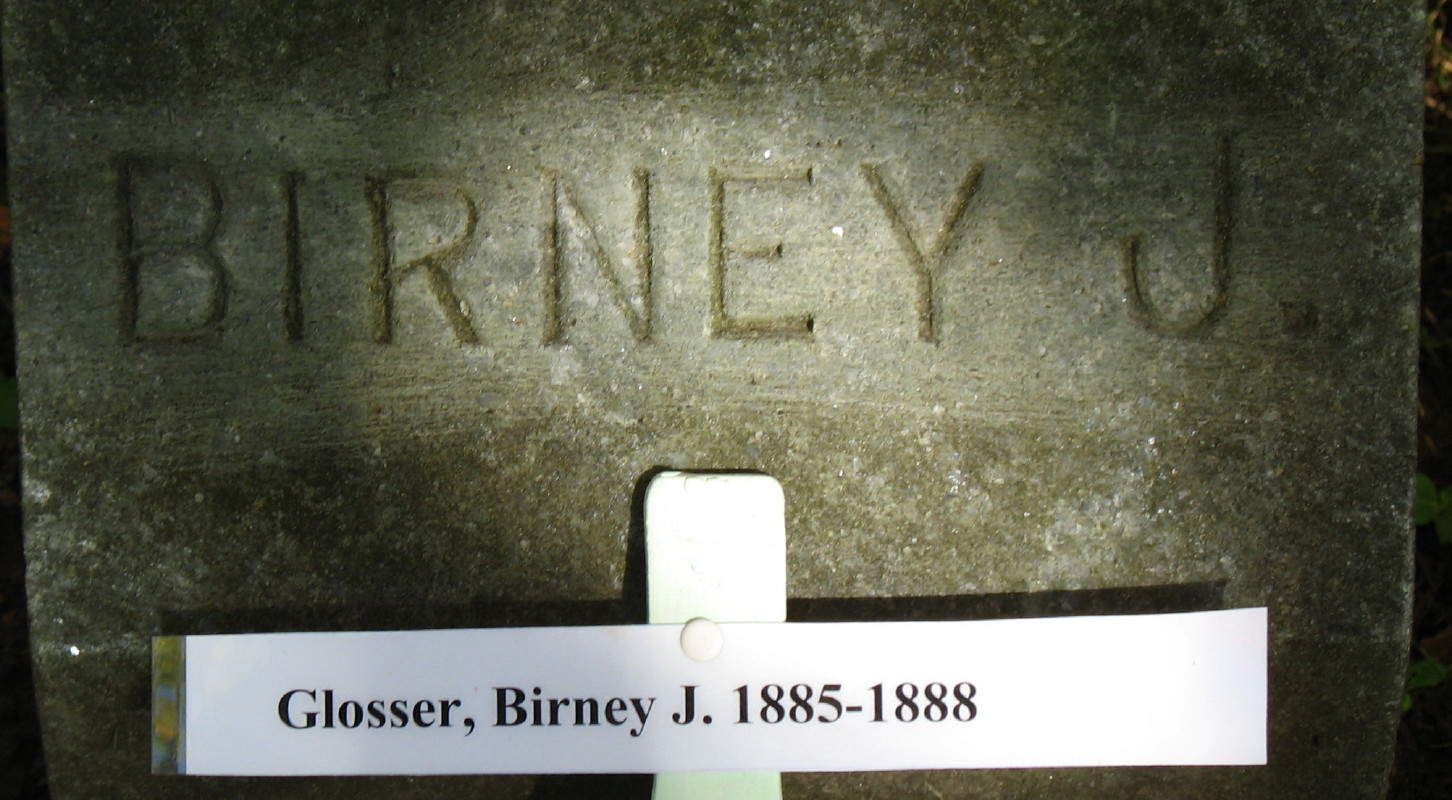 BIRNEY J.
Glosser, Birney J. 1885-1888